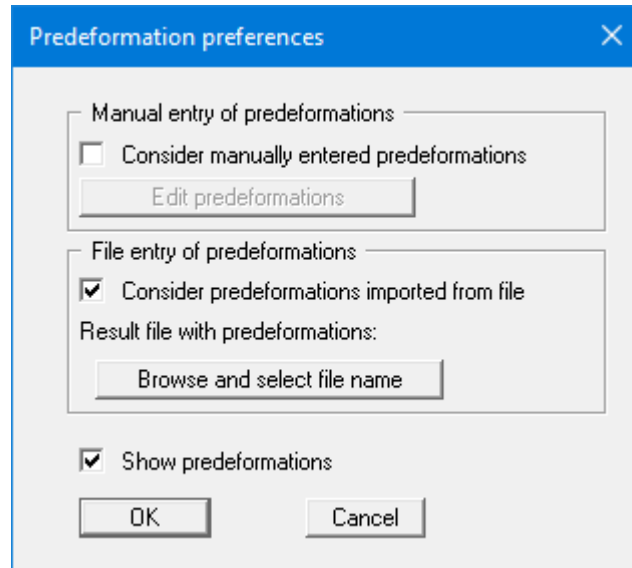 Predeformation preferences
Manual entry of predeformations
Consider manually entered predeformations
Edit predeformations
File entry of predeformations
Consider predeformations imported from file
Result file with predeformations:
Browse and select file name
Show predeformations
OK
Cancel